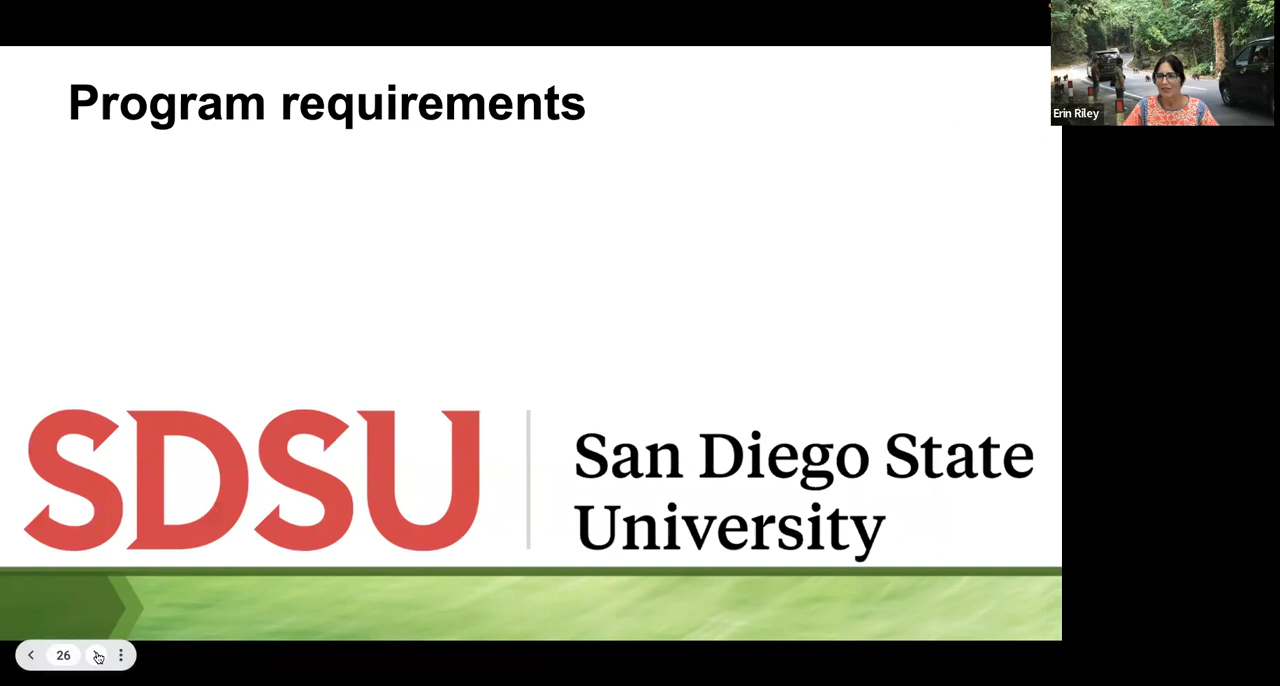 Program requirements
Erin Riley
SDSU
San Diego State
University
26